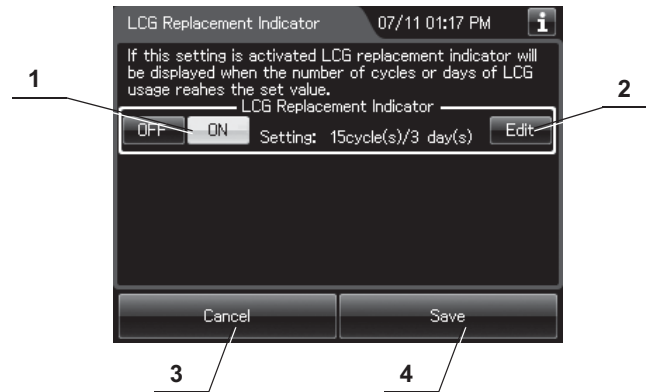 LCG Replacement Indicator 07/11 01:17 PM i
If this setting is activated LCG replacement indicator will
be displayed when the number of cycles or days of LCG
usage reahes the set value.
LCG Replacement Indicator
OFF ON Setting: 15cycle(s)/3 day(s) Edit
Cancel Save
1
2
3
4